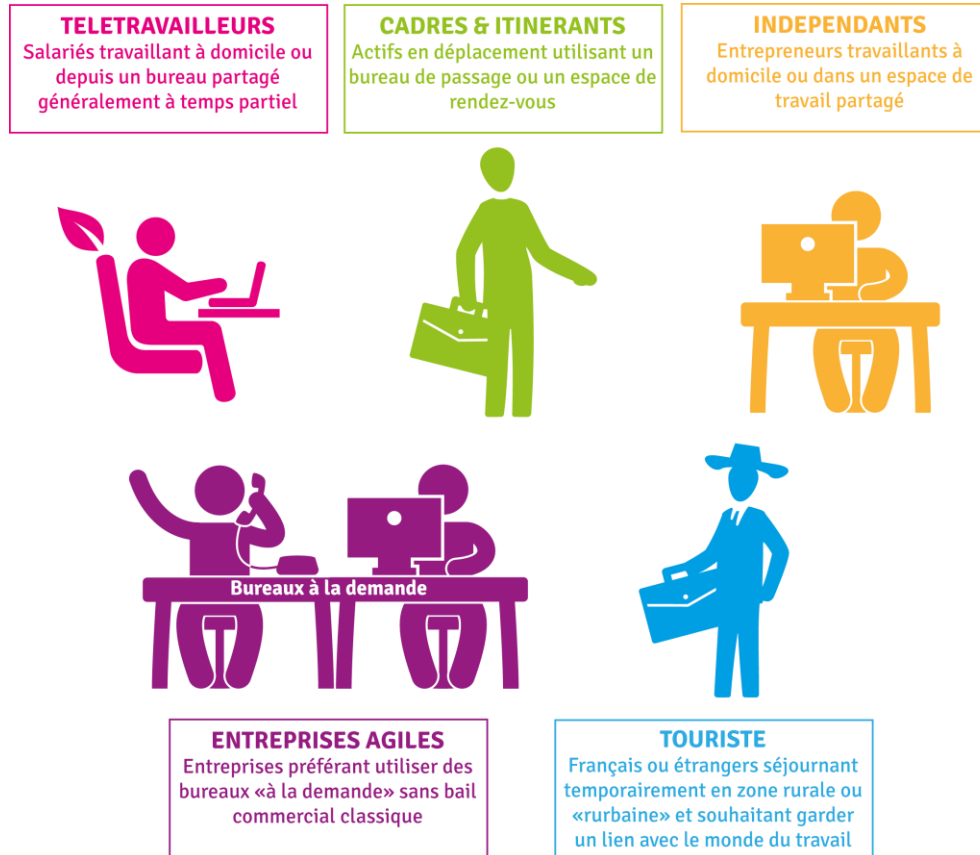 TELETRAVAILLEURS
Salariés travaillant à domicile ou
depuis un bureau partagé
généralement à temps partiel
CADRES & ITINERANTS
Actifs en déplacement utilisant un
bureau de passage ou un espace de
rendez-vous
INDEPENDANTS
Entrepreneurs travaillants à
domicile ou dans un espace de
travail partagé
Bureaux à la demande
ENTREPRISES AGILES
Entreprises préférant utiliser des
bureaux «à la demande» sans bail
commercial classique
TOURISTE
Français ou étrangers séjournant
temporairement en zone rurale ou
«rurbaine» et souhaitant garder
un lien avec le monde du travail